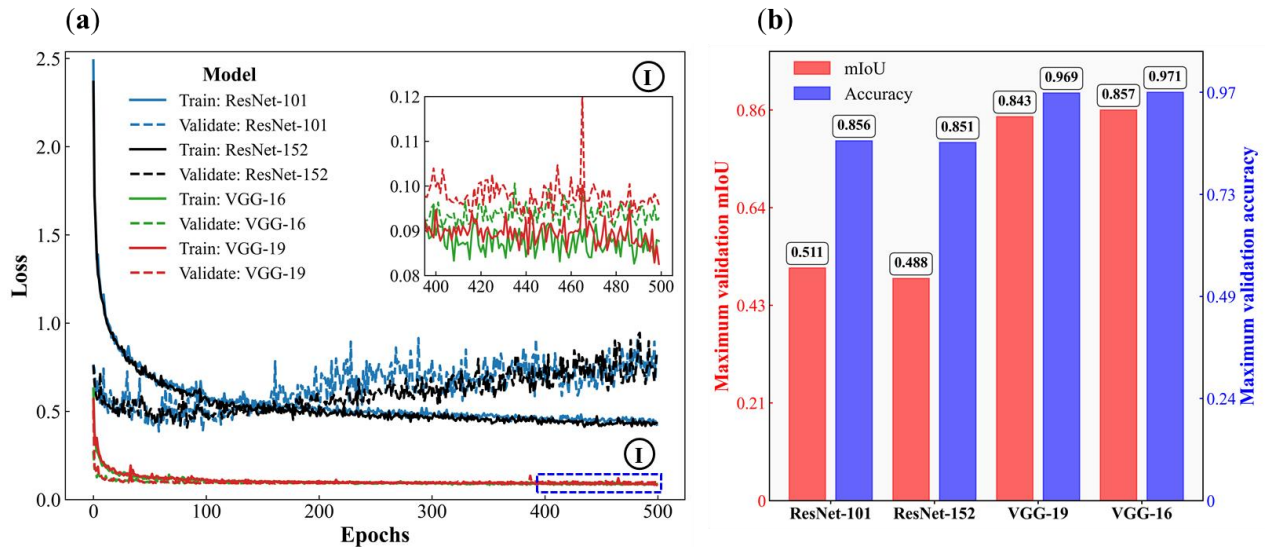 (a)
2.5
2.0
1.5
1.0
0.5
0.0
Loss
0
100
200
300
400
500
Epochs
Model
Train: ResNet-101
Validate: ResNet-101
Train: ResNet-152
Validate: ResNet-152
Train: VGG-16
Validate: VGG-16
Train: VGG-19
Validate: VGG-19
I
0.12
0.11
0.10
0.09
0.08
400
420
440
460
480
500
I
(b)
Maximum validation mIoU
0.86
0.64
0.43
0.21
0
mIoU
Accuracy
0.511
0.856
0.488
0.851
0.843
0.969
0.857
0.971
ResNet-101
ResNet-152
VGG-19
VGG-16
0.97
0.73
0.49
0.24
0
Maximum validation accuracy